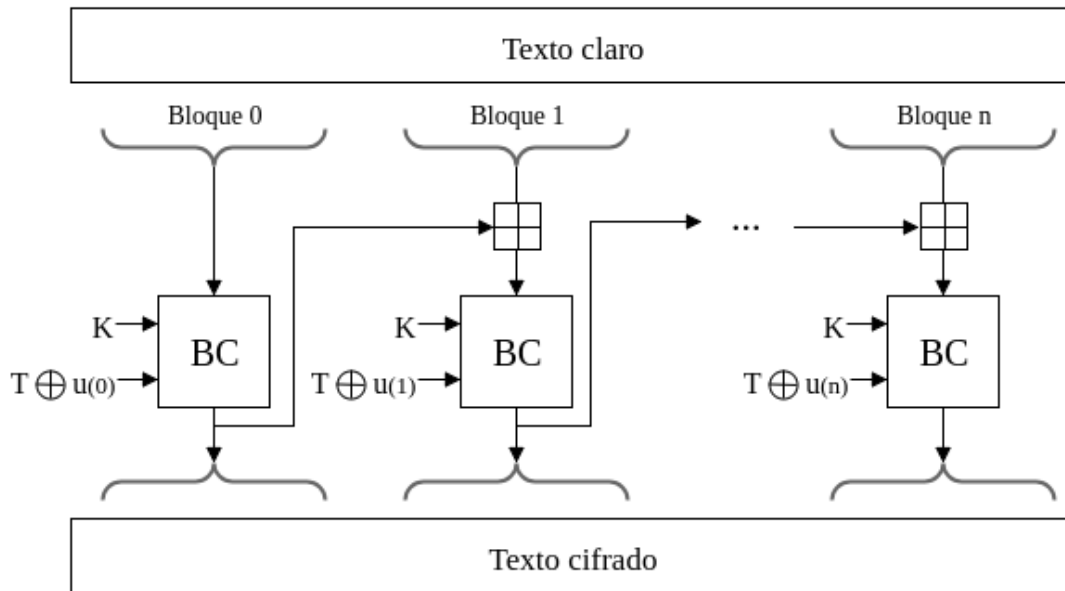 Texto claro
Bloque 0 Bloque 1 Bloque n
...
K K K
BC BC BC
T ⊕ u(0) T ⊕ u(1) T ⊕ u(n)
Texto cifrado